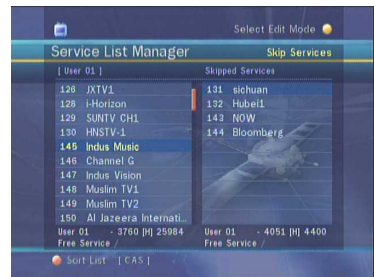 Select Edit Mode
Service List Manager
Skip Services
[ User 01 ]
Skipped Services
126 JXTV1
128 i-Horizon
129 SUNTV CH1
130 HNSTV-1
145 Indus Music
146 Channel G
147 Indus Vision
148 Muslim TV1
149 Muslim TV2
150 Al Jazeera Internati...
131 sichuan
132 Hubei1
143 NOW
144 Bloomberg
User 01 - 3760 [H] 25984
Free Service /
User 01 - 4051 [H] 4400
Free Service /
Sort List [ CAS ]